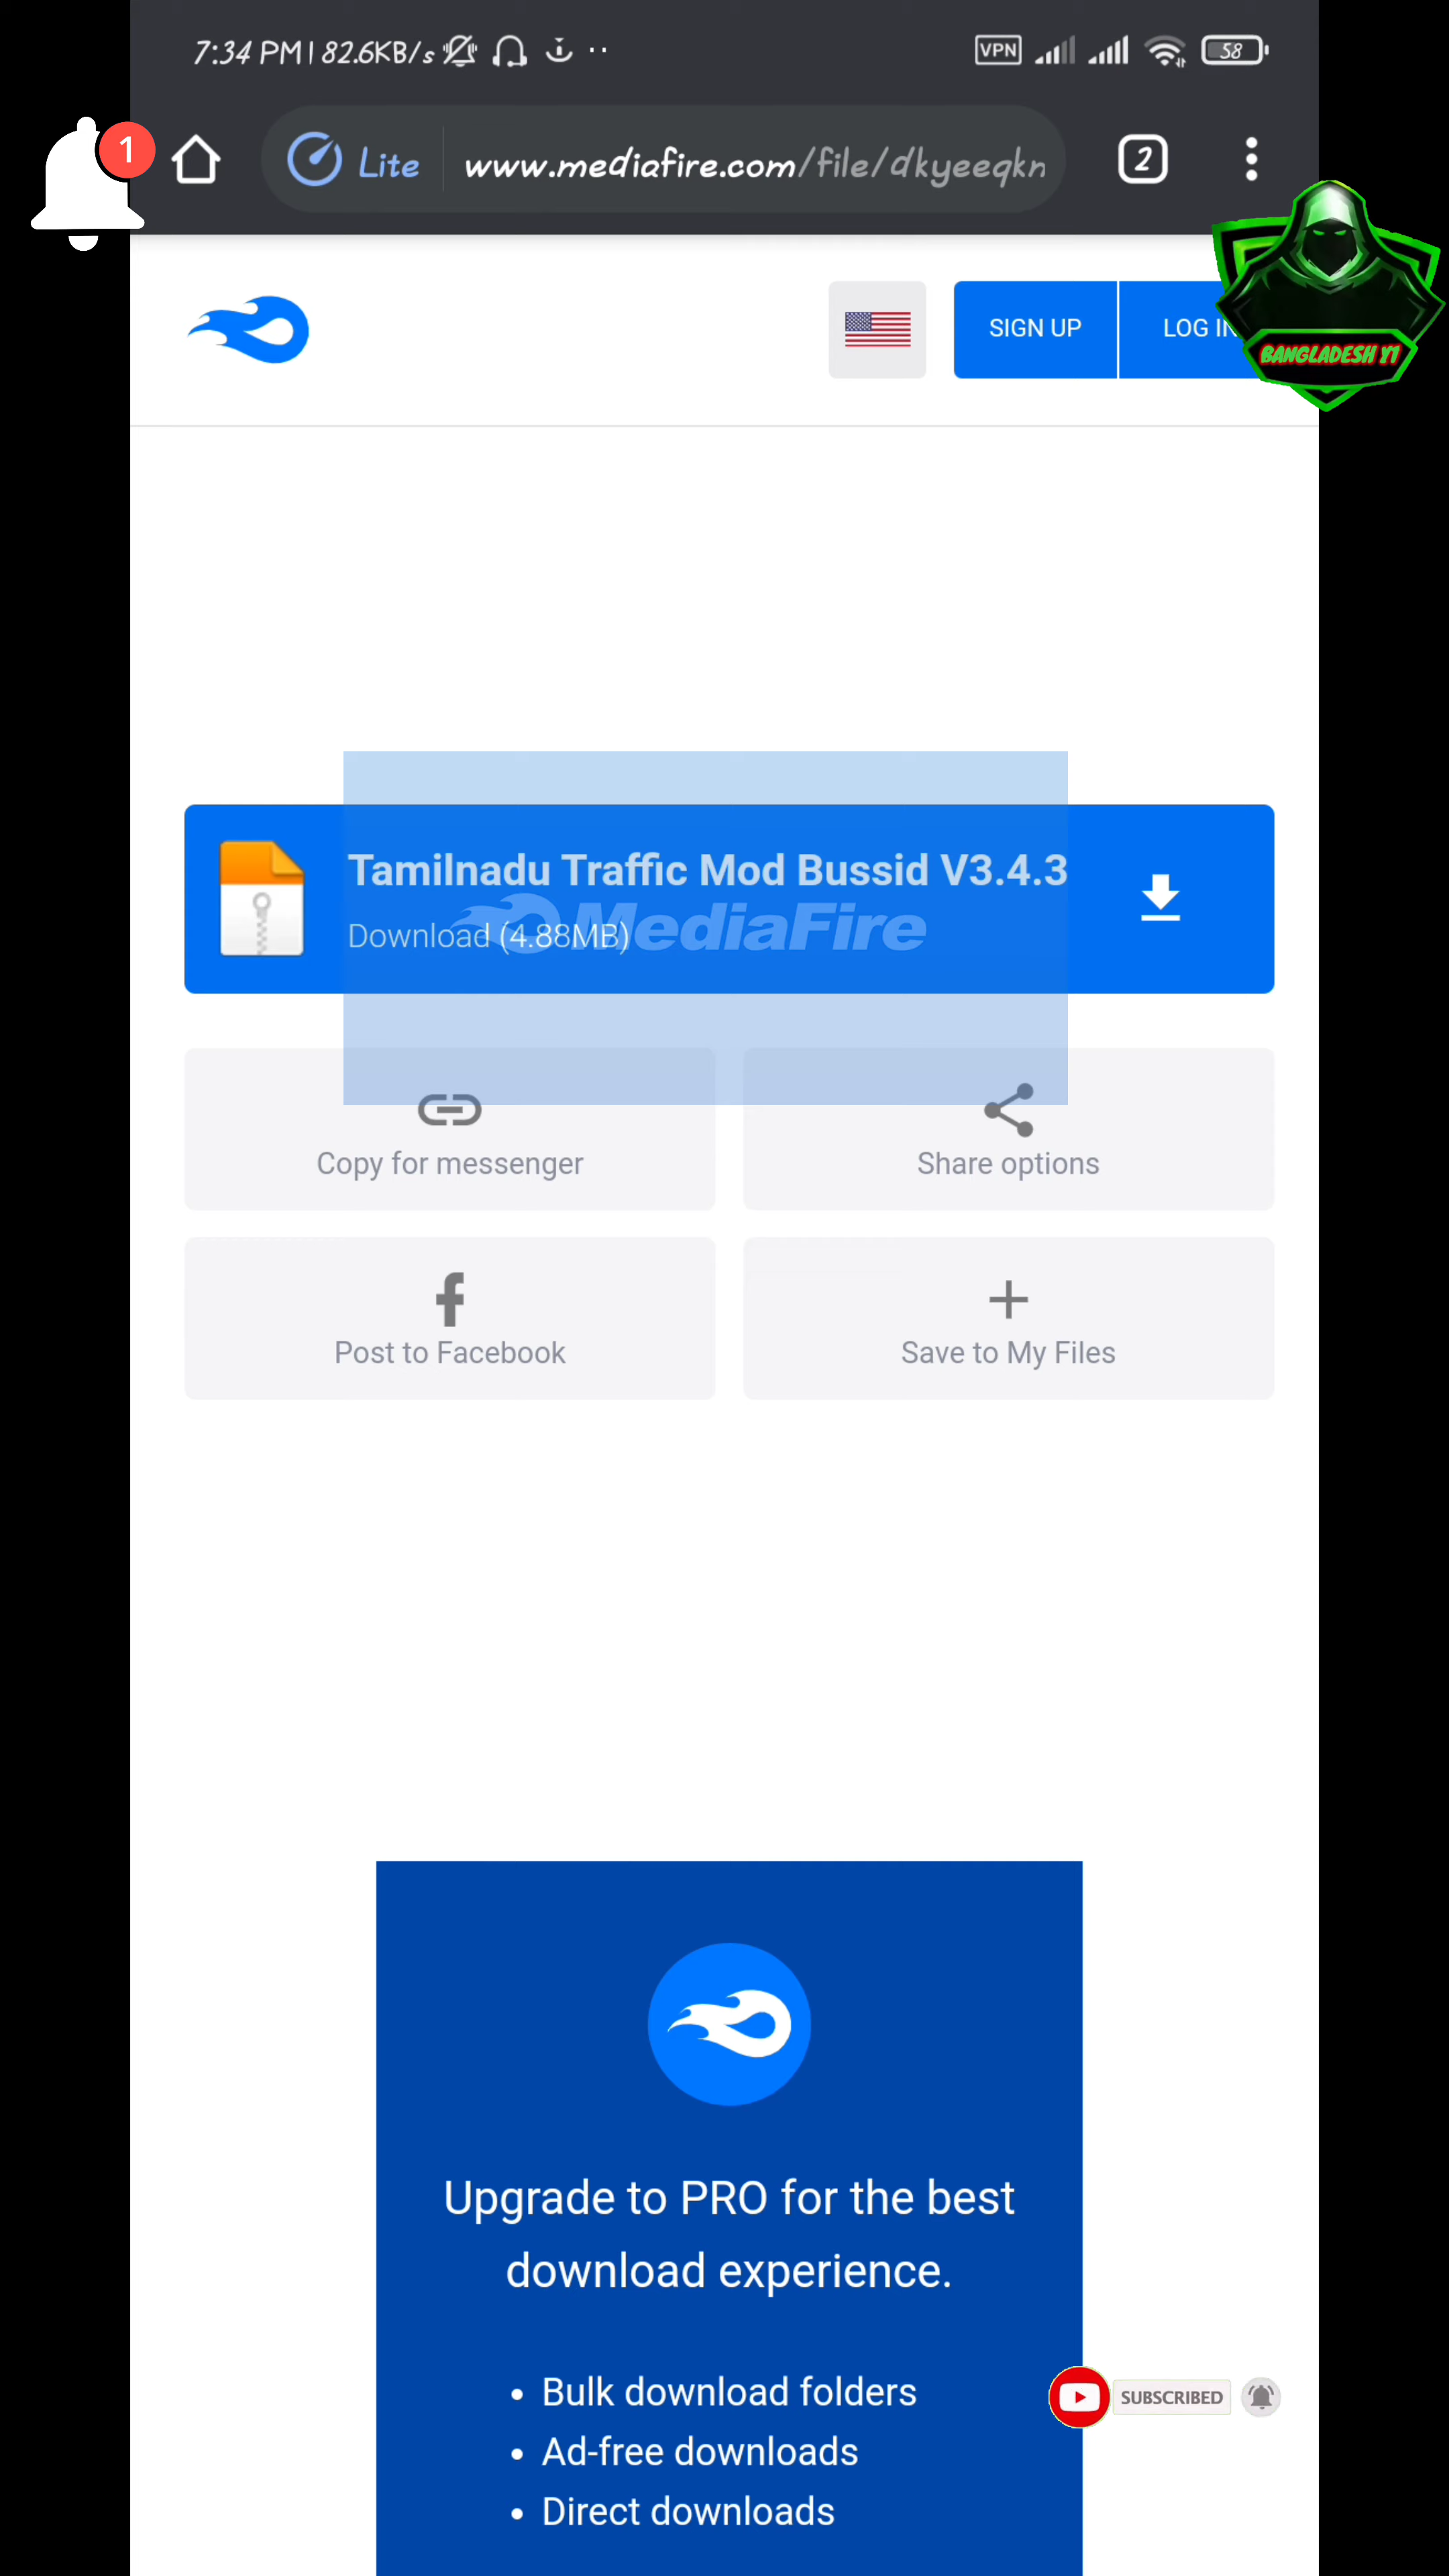 7:34 PM | 82.6KB/s
VPN
58
1
Lite
www.mediafire.com/file/dkyeeqkn
2
SIGN UP
LOG IN
BANGLADESH Y1
Tamilnadu Traffic Mod Bussid V3.4.3
Download (4.88MB)
MediaFire
Copy for messenger
Share options
Post to Facebook
Save to My Files
Upgrade to PRO for the best
download experience.
• Bulk download folders
SUBSCRIBED
• Ad-free downloads
• Direct downloads